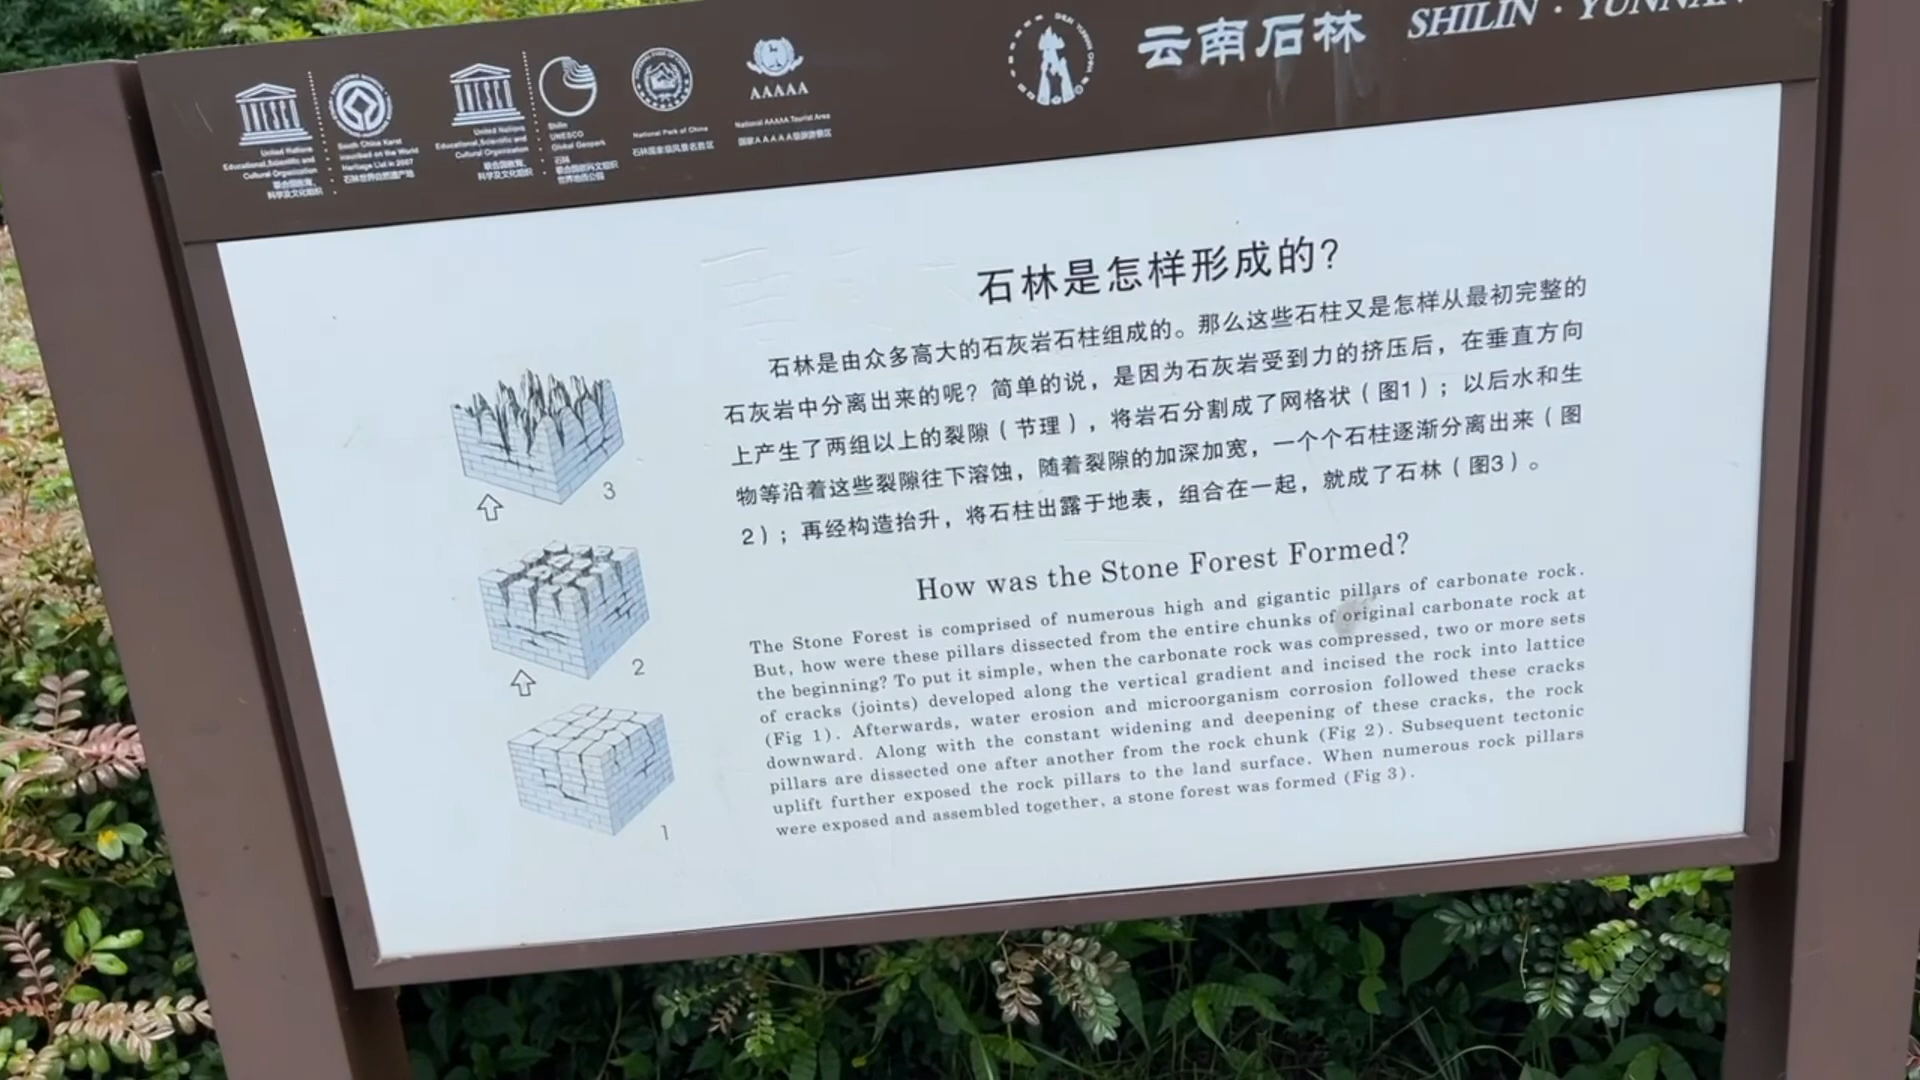 云南石林 SHILIN · YUNNAN
United Nations
Educational, Scientific and
Cultural Organization
联合国教育、
科学及文化组织
South China Karst
inscribed on the World
Heritage List in 2007
石林世界自然遗产地
United Nations
Educational, Scientific and
Cultural Organization
联合国教育、
科学及文化组织
Shilin
UNESCO
Global Geopark
石林
联合国教科文组织
世界地质公园
National Park of China
石林国家级风景名胜区
AAAAA
National AAAAA Tourist Area
国家AAAAA级旅游景区
石林是怎样形成的?
石林是由众多高大的石灰岩石柱组成的。那么这些石柱又是怎样从最初完整的
石灰岩中分离出来的呢?简单的说,是因为石灰岩受到力的挤压后,在垂直方向
上产生了两组以上的裂隙(节理),将岩石分割成了网格状(图1);以后水和生
物等沿着这些裂隙往下溶蚀,随着裂隙的加深加宽,一个个石柱逐渐分离出来(图
2);再经构造抬升,将石柱出露于地表,组合在一起,就成了石林(图3)。
How was the Stone Forest Formed?
The Stone Forest is comprised of numerous high and gigantic pillars of carbonate rock.
But, how were these pillars dissected from the entire chunks of original carbonate rock at
the beginning? To put it simple, when the carbonate rock was compressed, two or more sets
of cracks (joints) developed along the vertical gradient and incised the rock into lattice
(Fig 1). Afterwards, water erosion and microorganism corrosion followed these cracks
downward. Along with the constant widening and deepening of these cracks, the rock
pillars are dissected one after another from the rock chunk (Fig 2). Subsequent tectonic
uplift further exposed the rock pillars to the land surface. When numerous rock pillars
were exposed and assembled together, a stone forest was formed (Fig 3).
3
2
1